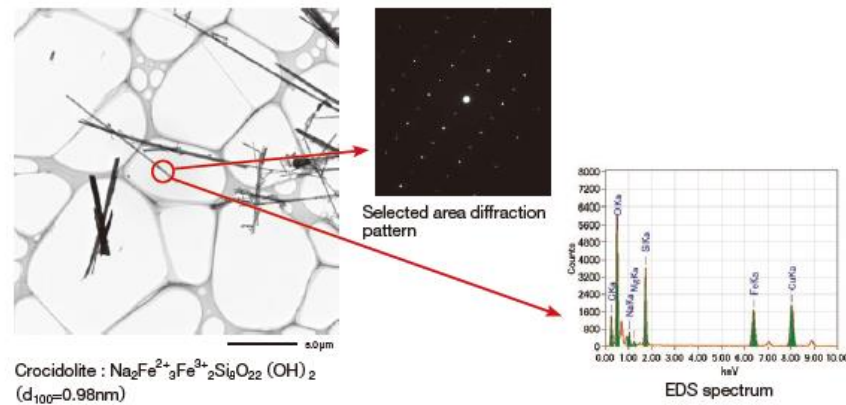 5.0μm
Crocidolite : Na₂Fe²⁺₃Fe³⁺₂Si₈O₂₂ (OH) ₂
(d₁₀₀=0.98nm)
Selected area diffraction
pattern
8000
7200
6400
5600
4800
4000
3200
2400
1600
800
0
Counts
CKa
OKa
NaKa
MgKa
SiKa
FeKa
CuKa
0.00 1.00 2.00 3.00 4.00 5.00 6.00 7.00 8.00 9.00 10.00
keV
EDS spectrum